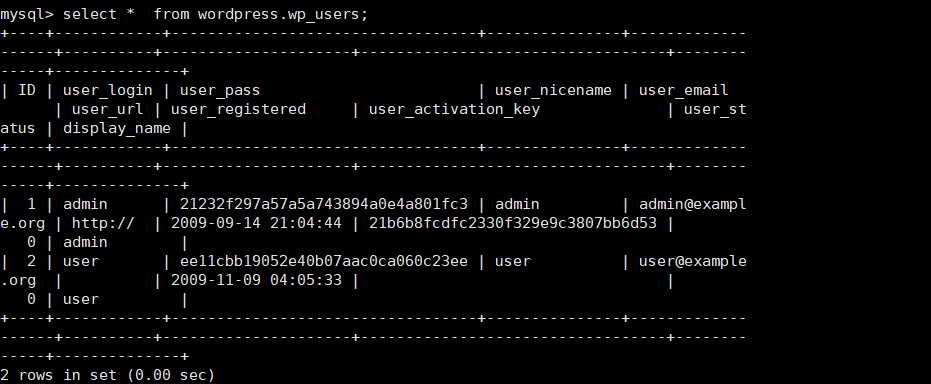 mysql> select *  from wordpress.wp_users;
+----+------------+----------------------------------+---------------+-------------
------+----------+---------------------+----------------------------------+--------
-----+--------------+
| ID | user_login | user_pass                        | user_nicename | user_email
      | user_url | user_registered     | user_activation_key              | user_st
atus | display_name |
+----+------------+----------------------------------+---------------+-------------
------+----------+---------------------+----------------------------------+--------
-----+--------------+
|  1 | admin      | 21232f297a57a5a743894a0e4a801fc3 | admin         | admin@exampl
e.org | http://  | 2009-09-14 21:04:44 | 21b6b8fcdfc2330f329e9c3807bb6d53 |
   0 | admin        |
|  2 | user       | ee11cbb19052e40b07aac0ca060c23ee | user          | user@example
.org  |          | 2009-11-09 04:05:33 |                                  |
   0 | user         |
+----+------------+----------------------------------+---------------+-------------
------+----------+---------------------+----------------------------------+--------
-----+--------------+
2 rows in set (0.00 sec)